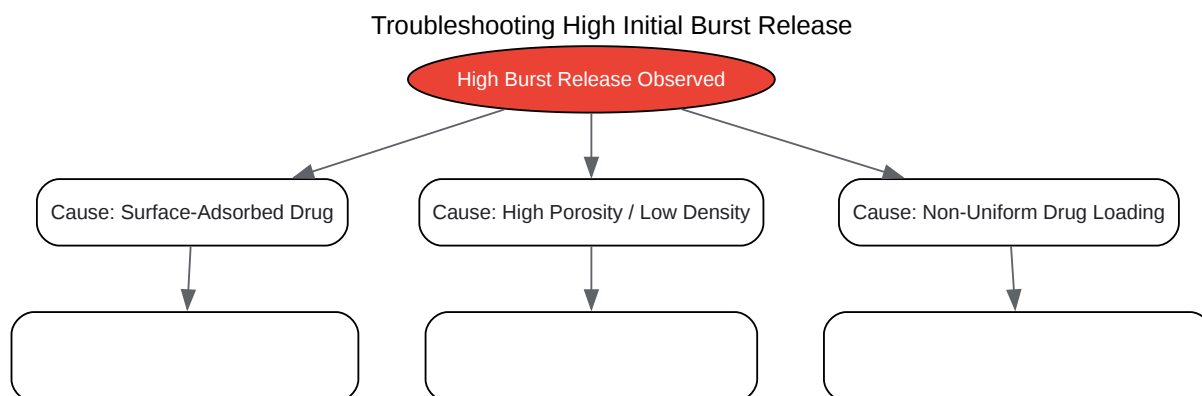 Troubleshooting High Initial Burst Release
High Burst Release Observed
Cause: Surface-Adsorbed Drug
Cause: High Porosity / Low Density
Cause: Non-Uniform Drug Loading